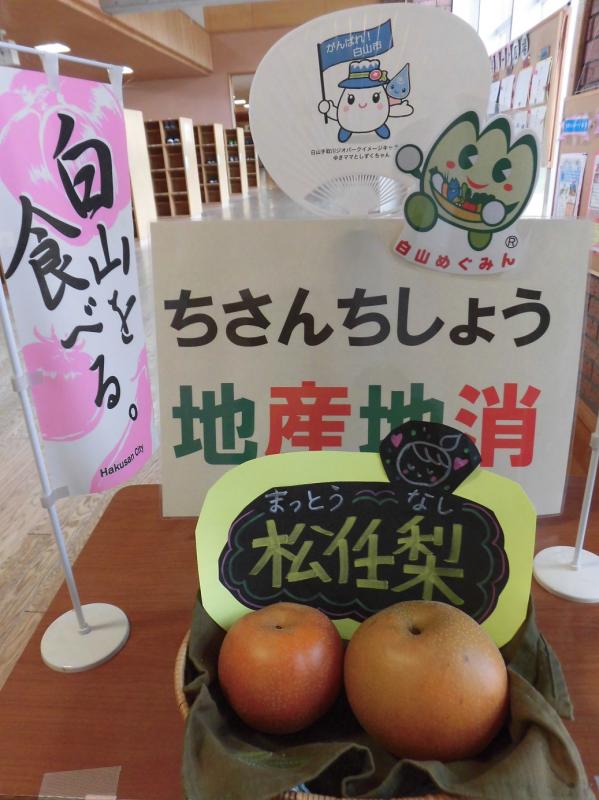 がんばれ！
白山市
白山手取川ジオパークイメージキャラ
ゆきママとしずくちゃん
白山めぐみん
®
白山を
食べる。
Hakusan City
ちさんちしょう
地産地消
まっとう なし
松任梨